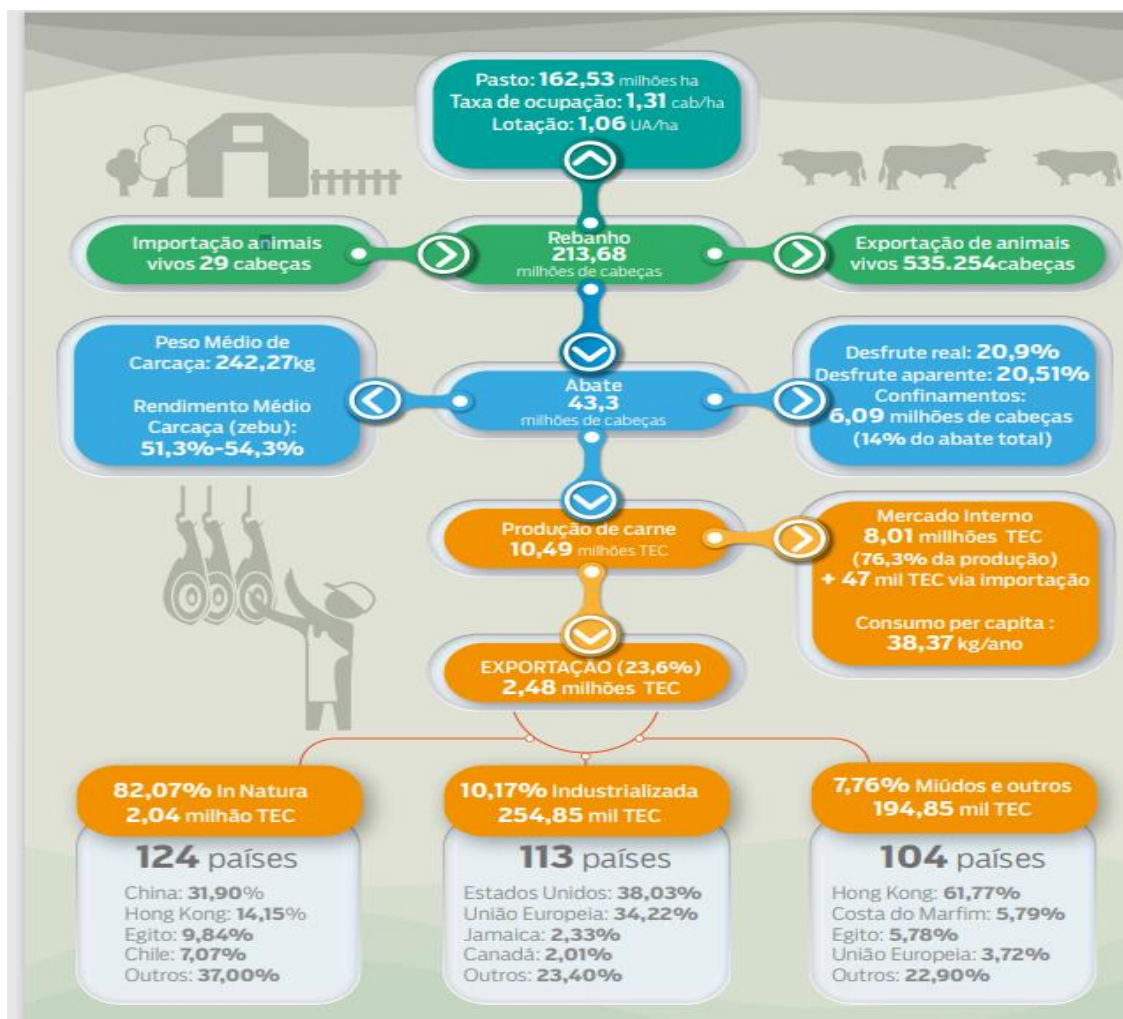 Pasto: 162,53 milhões ha
Taxa de ocupação: 1,31 cab/ha
Lotação: 1,06 UA/ha
Importação animais
vivos 29 cabeças
Rebanho
213,68
milhões de cabeças
Exportação de animais
vivos 535.254cabeças
Peso Médio de
Carcaça: 242,27kg
Rendimento Médio
Carcaça (zebu):
51,3%-54,3%
Abate
43,3
milhões de cabeças
Desfrute real: 20,9%
Desfrute aparente: 20,51%
Confinamentos:
6,09 milhões de cabeças
(14% do abate total)
Produção de carne
10,49 milhões TEC
Mercado Interno
8,01 millhões TEC
(76,3% da produção)
+ 47 mil TEC via importação
Consumo per capita :
38,37 kg/ano
EXPORTAÇÃO (23,6%)
2,48 milhões TEC
82,07% In Natura
2,04 milhão TEC
124 países
China: 31,90%
Hong Kong: 14,15%
Egito: 9,84%
Chile: 7,07%
Outros: 37,00%
10,17% Industrializada
254,85 mil TEC
113 países
Estados Unidos: 38,03%
União Europeia: 34,22%
Jamaica: 2,33%
Canadá: 2,01%
Outros: 23,40%
7,76% Miúdos e outros
194,85 mil TEC
104 países
Hong Kong: 61,77%
Costa do Marfim: 5,79%
Egito: 5,78%
União Europeia: 3,72%
Outros: 22,90%